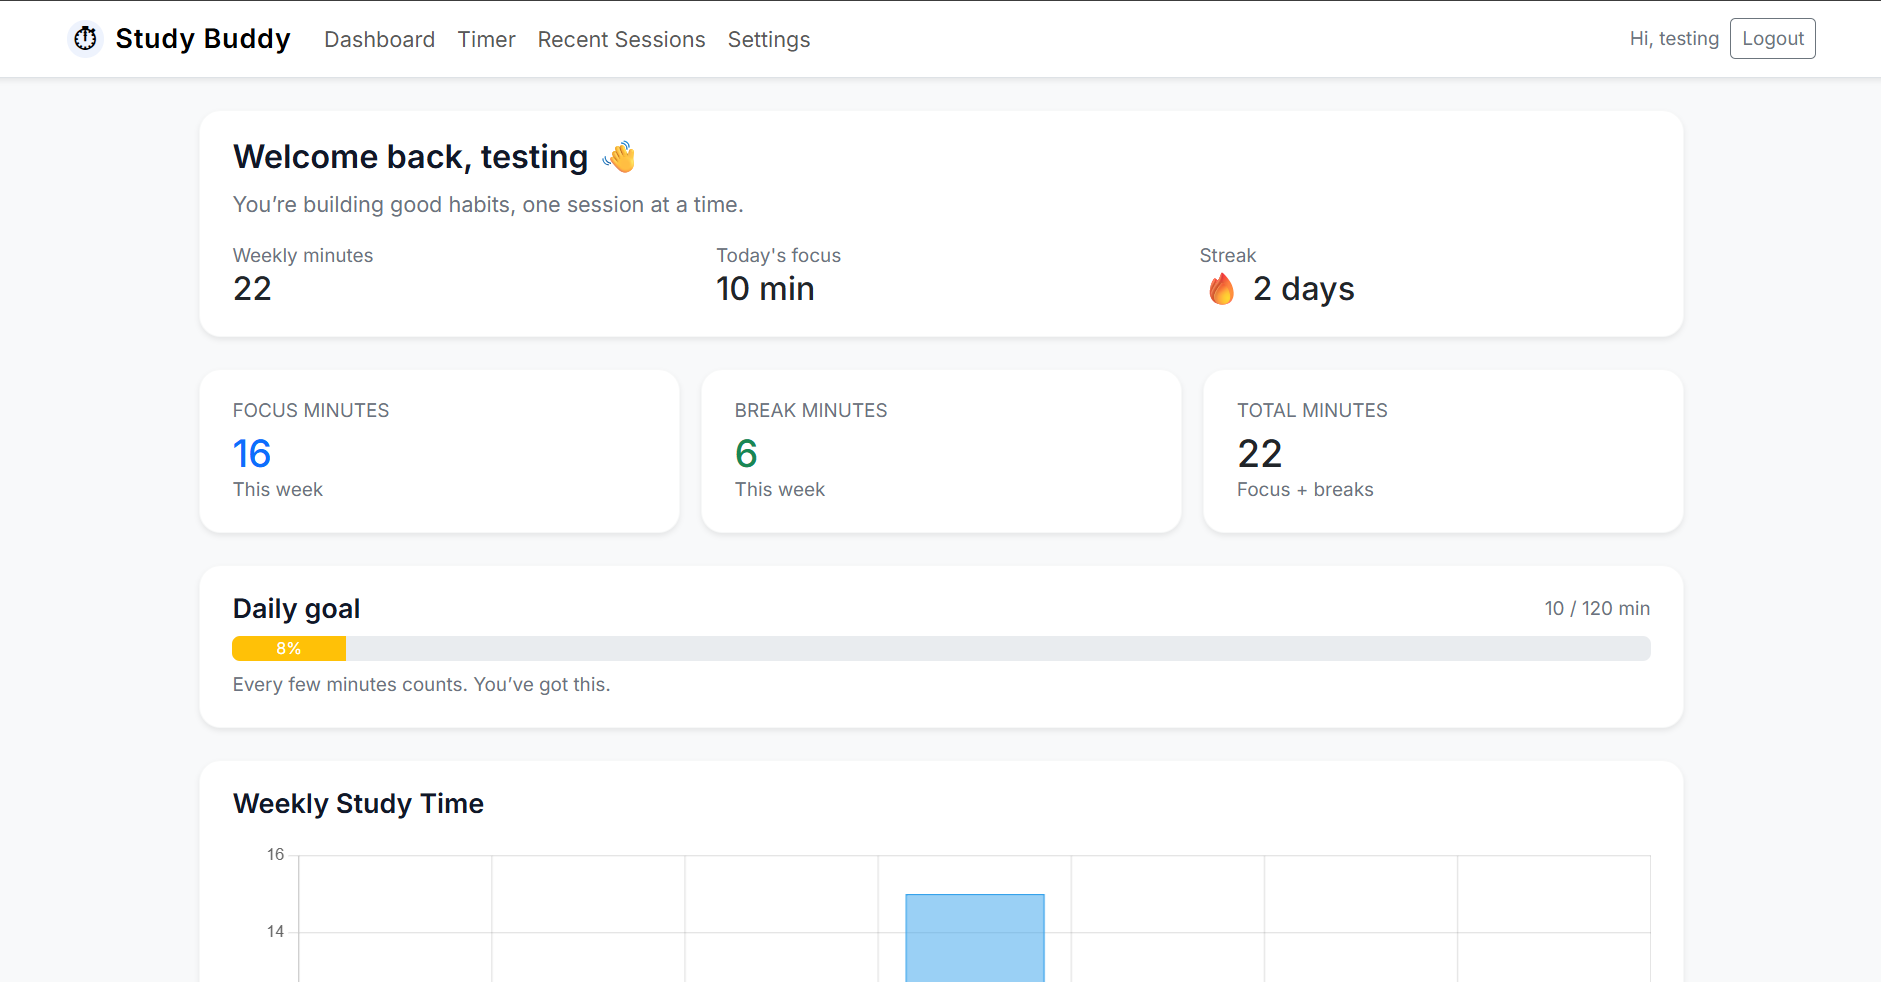 Study Buddy Dashboard Timer Recent Sessions Settings Hi, testing Logout
Welcome back, testing 👋
You’re building good habits, one session at a time.
Weekly minutes Today's focus Streak
22 10 min 🔥 2 days
FOCUS MINUTES BREAK MINUTES TOTAL MINUTES
16 6 22
This week This week Focus + breaks
Daily goal 10 / 120 min
8%
Every few minutes counts. You’ve got this.
Weekly Study Time
16
14